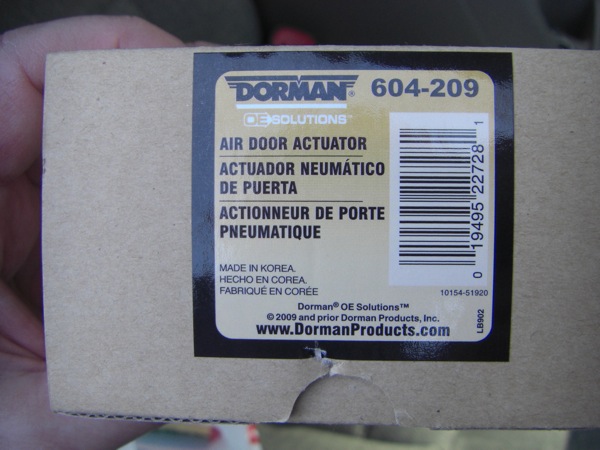 DORMAN® 604-209
OE SOLUTIONS™
AIR DOOR ACTUATOR
ACTUADOR NEUMÁTICO
DE PUERTA
ACTIONNEUR DE PORTE
PNEUMATIQUE
MADE IN KOREA.
HECHO EN COREA.
FABRIQUÉ EN CORÉE
0 19495 22728 1
10154-51920
Dorman® OE Solutions™
© 2009 and prior Dorman Products, Inc.
www.DormanProducts.com
LB902